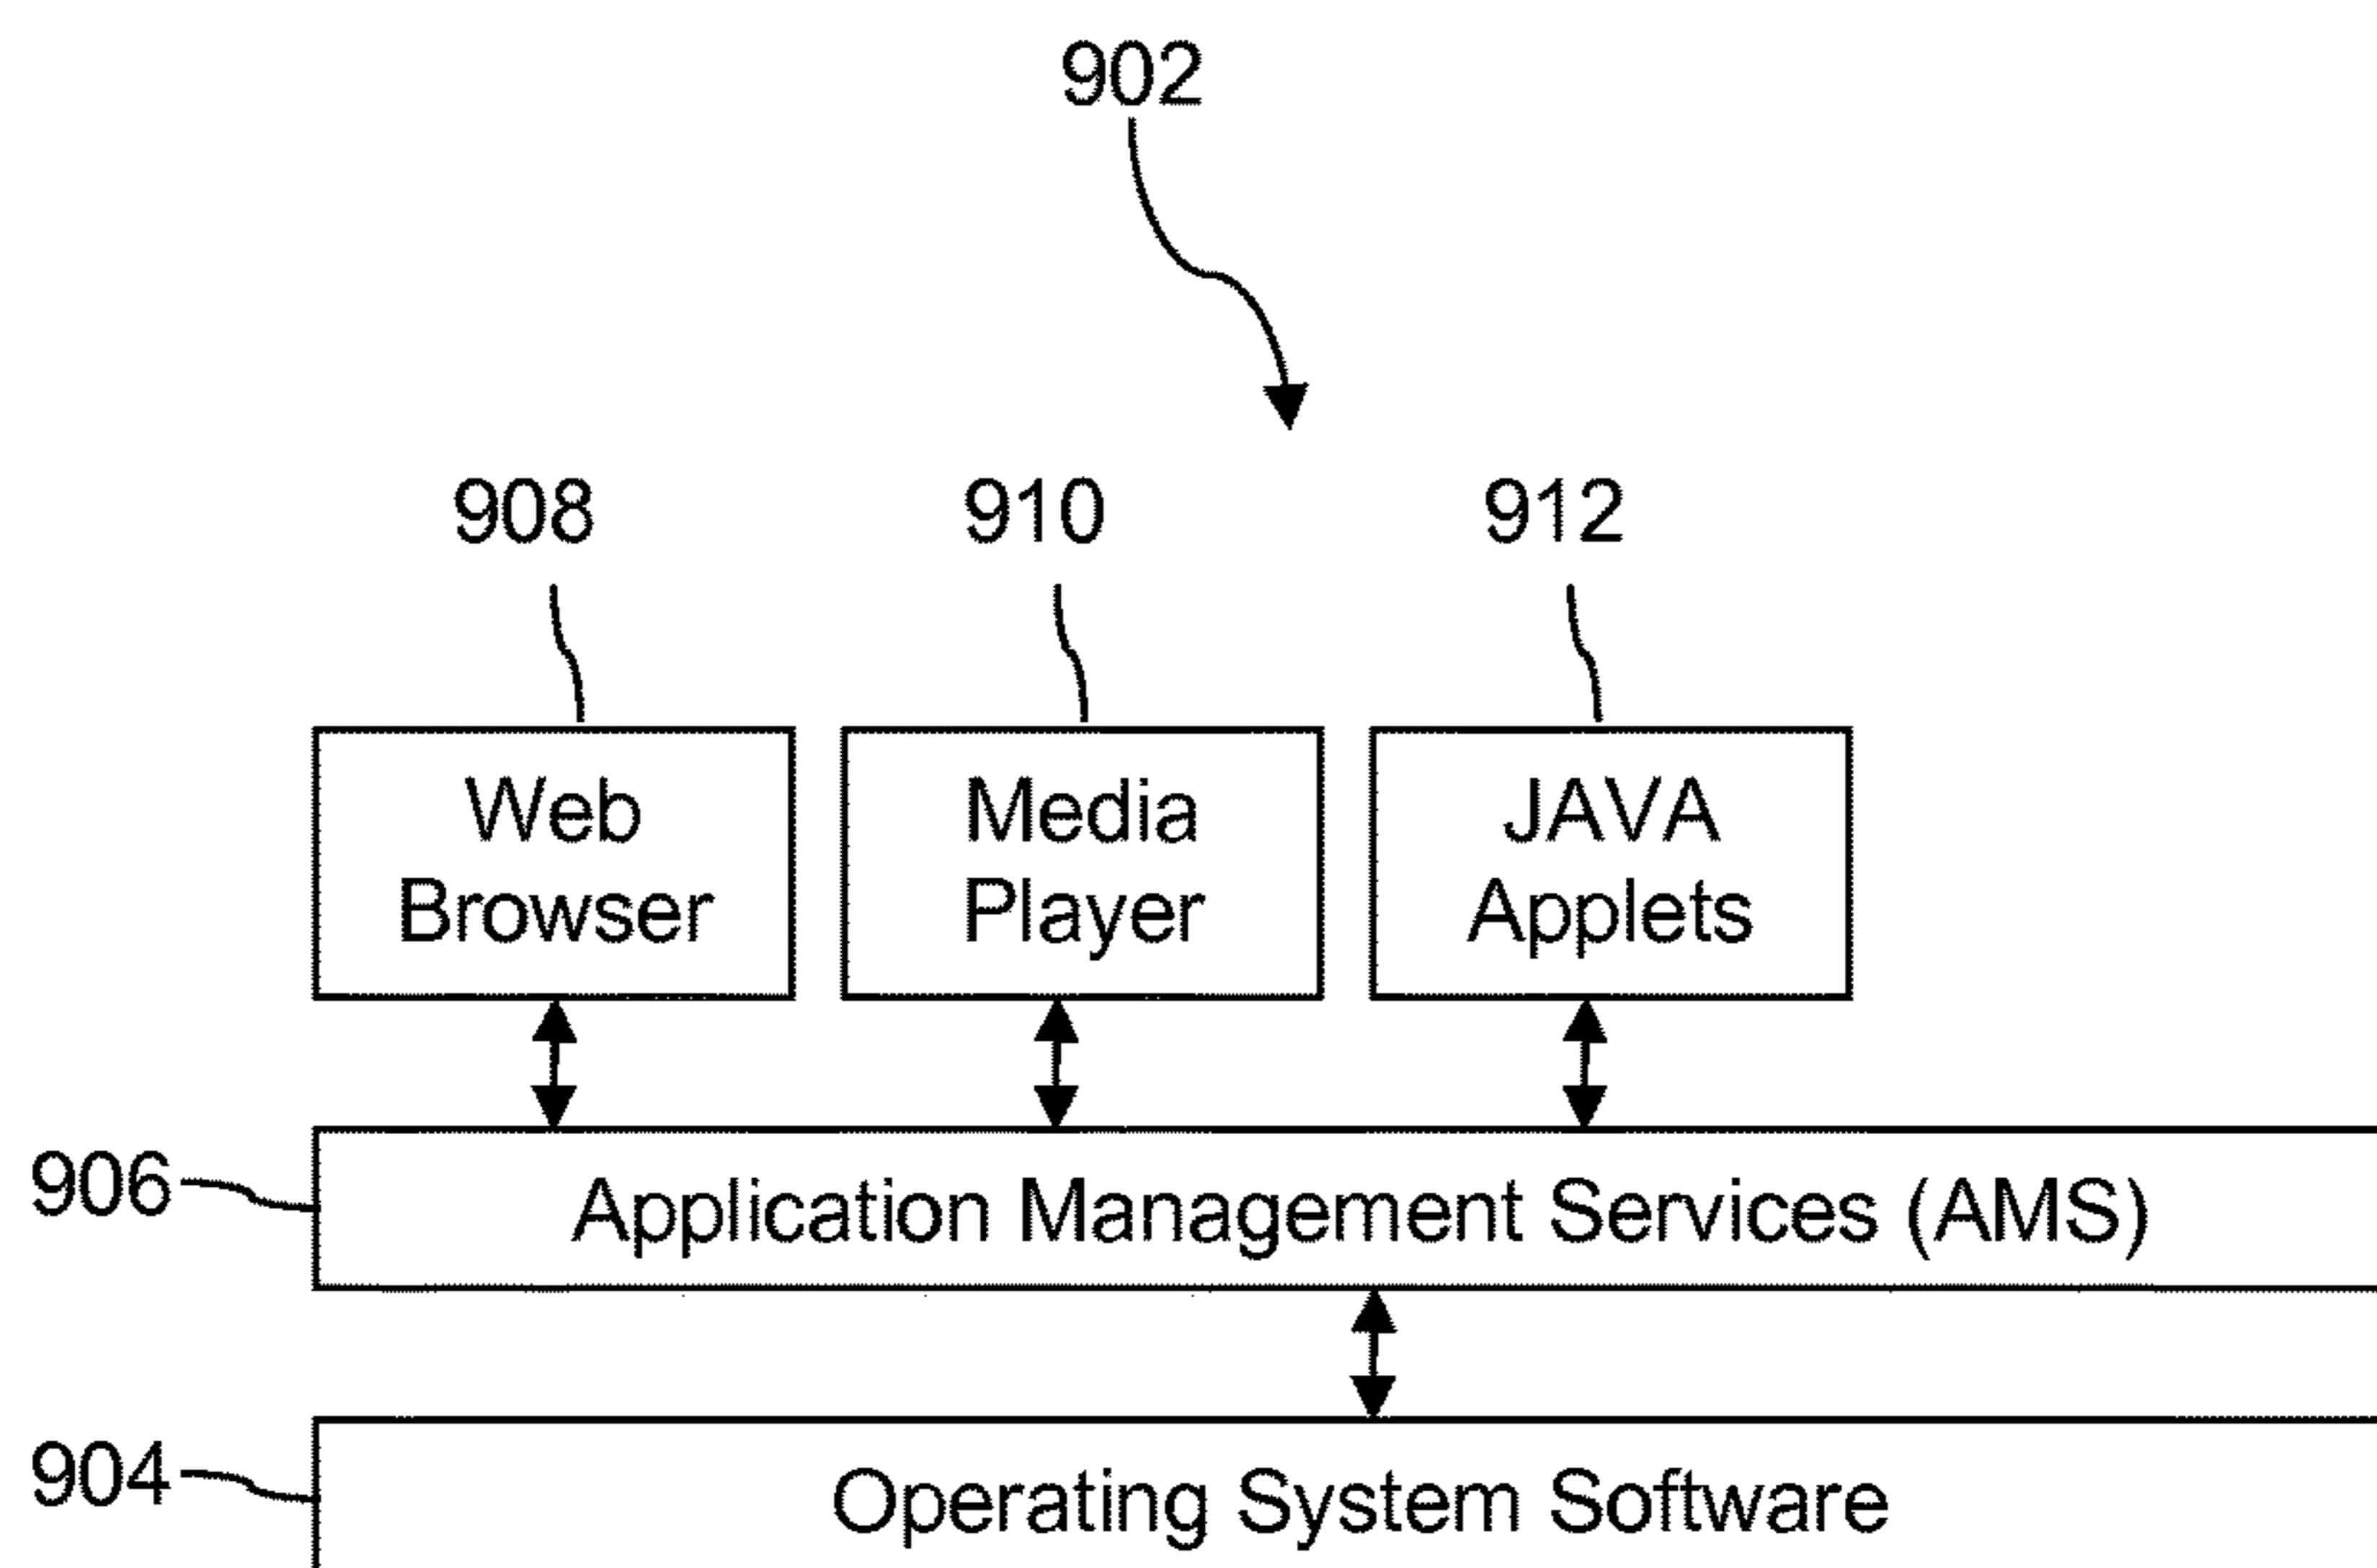 902
908 910 912
Web Browser
Media Player
JAVA Applets
906
Application Management Services (AMS)
904
Operating System Software